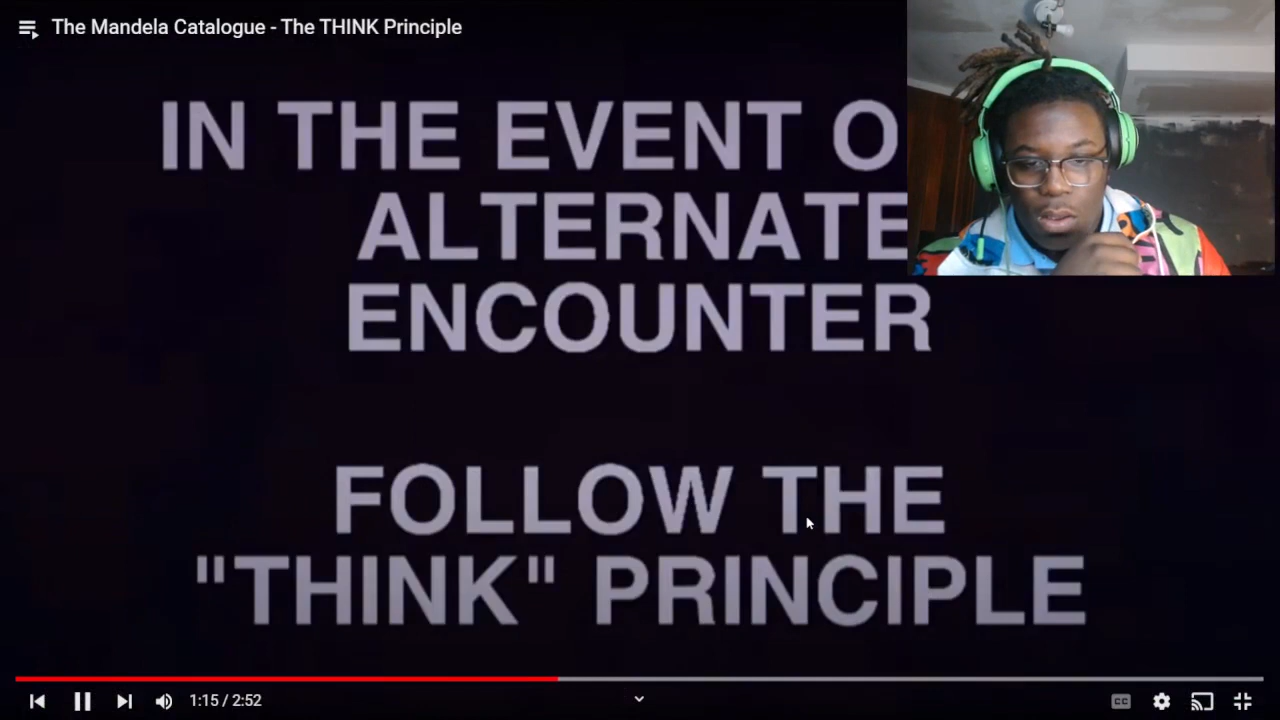 The Mandela Catalogue - The THINK Principle
IN THE EVENT O
ALTERNATE
ENCOUNTER
FOLLOW THE
"THINK" PRINCIPLE
1:15 / 2:52
CC